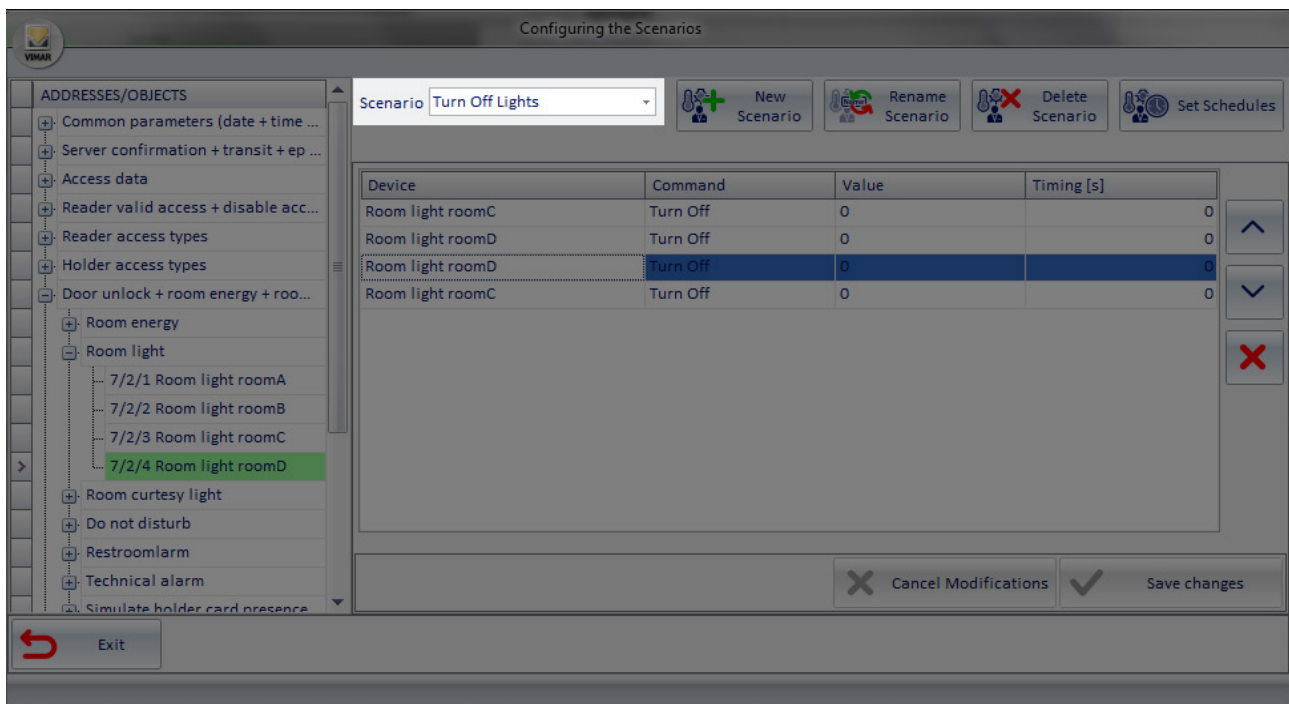 Configuring the Scenarios
VIMAR
ADDRESSES/OBJECTS
Common parameters (date + time ...
Server confirmation + transit + ep ...
Access data
Reader valid access + disable acc...
Reader access types
Holder access types
Door unlock + room energy + roo...
Room energy
Room light
7/2/1 Room light roomA
7/2/2 Room light roomB
7/2/3 Room light roomC
7/2/4 Room light roomD
Room curtesy light
Do not disturb
Restroomlarm
Technical alarm
Simulate holder card presence
Scenario Turn Off Lights
New
Scenario
Rename
Scenario
Delete
Scenario
Set Schedules
Device Command Value Timing [s]
Room light roomC Turn Off 0 0
Room light roomD Turn Off 0 0
Room light roomD Turn Off 0 0
Room light roomC Turn Off 0 0
Cancel Modifications
Save changes
Exit